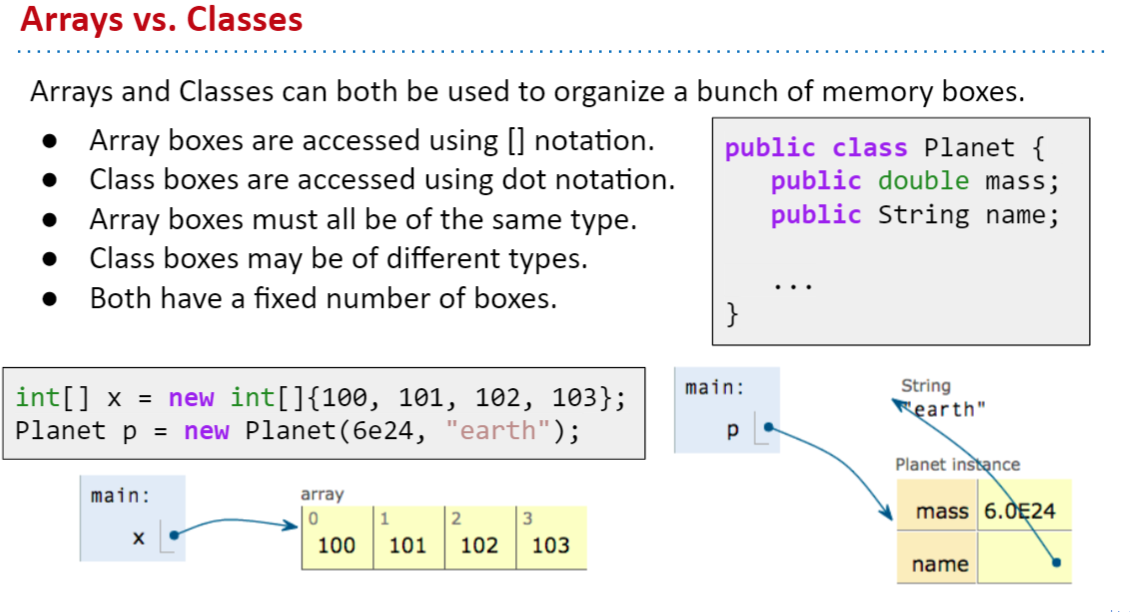 Arrays vs. Classes
Arrays and Classes can both be used to organize a bunch of memory boxes.
● Array boxes are accessed using [] notation.
● Class boxes are accessed using dot notation.
● Array boxes must all be of the same type.
● Class boxes may be of different types.
● Both have a fixed number of boxes.
public class Planet {
public double mass;
public String name;
...
}
int[] x = new int[]{100, 101, 102, 103};
Planet p = new Planet(6e24, "earth");
main:
x
array
0 1 2 3
100 101 102 103
main:
p
String
"earth"
Planet instance
mass 6.0E24
name